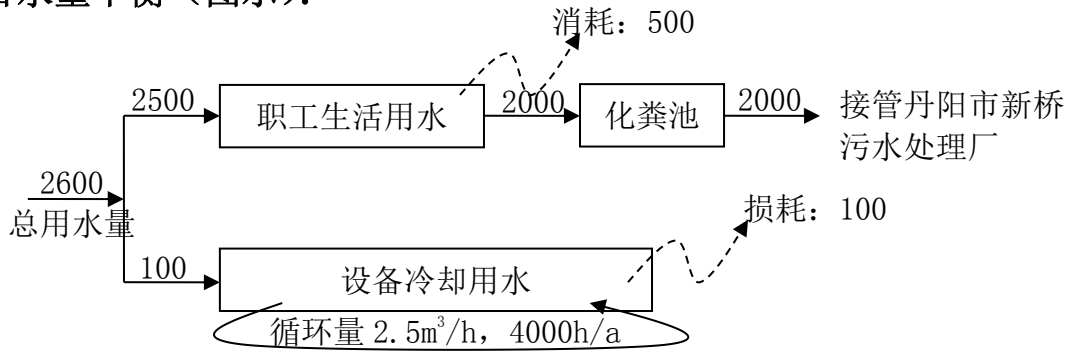 消耗：500
2500
职工生活用水
2000
化粪池
2000
接管丹阳市新桥
污水处理厂
2600
总用水量
损耗：100
100
设备冷却用水
循环量 2.5m³/h，4000h/a